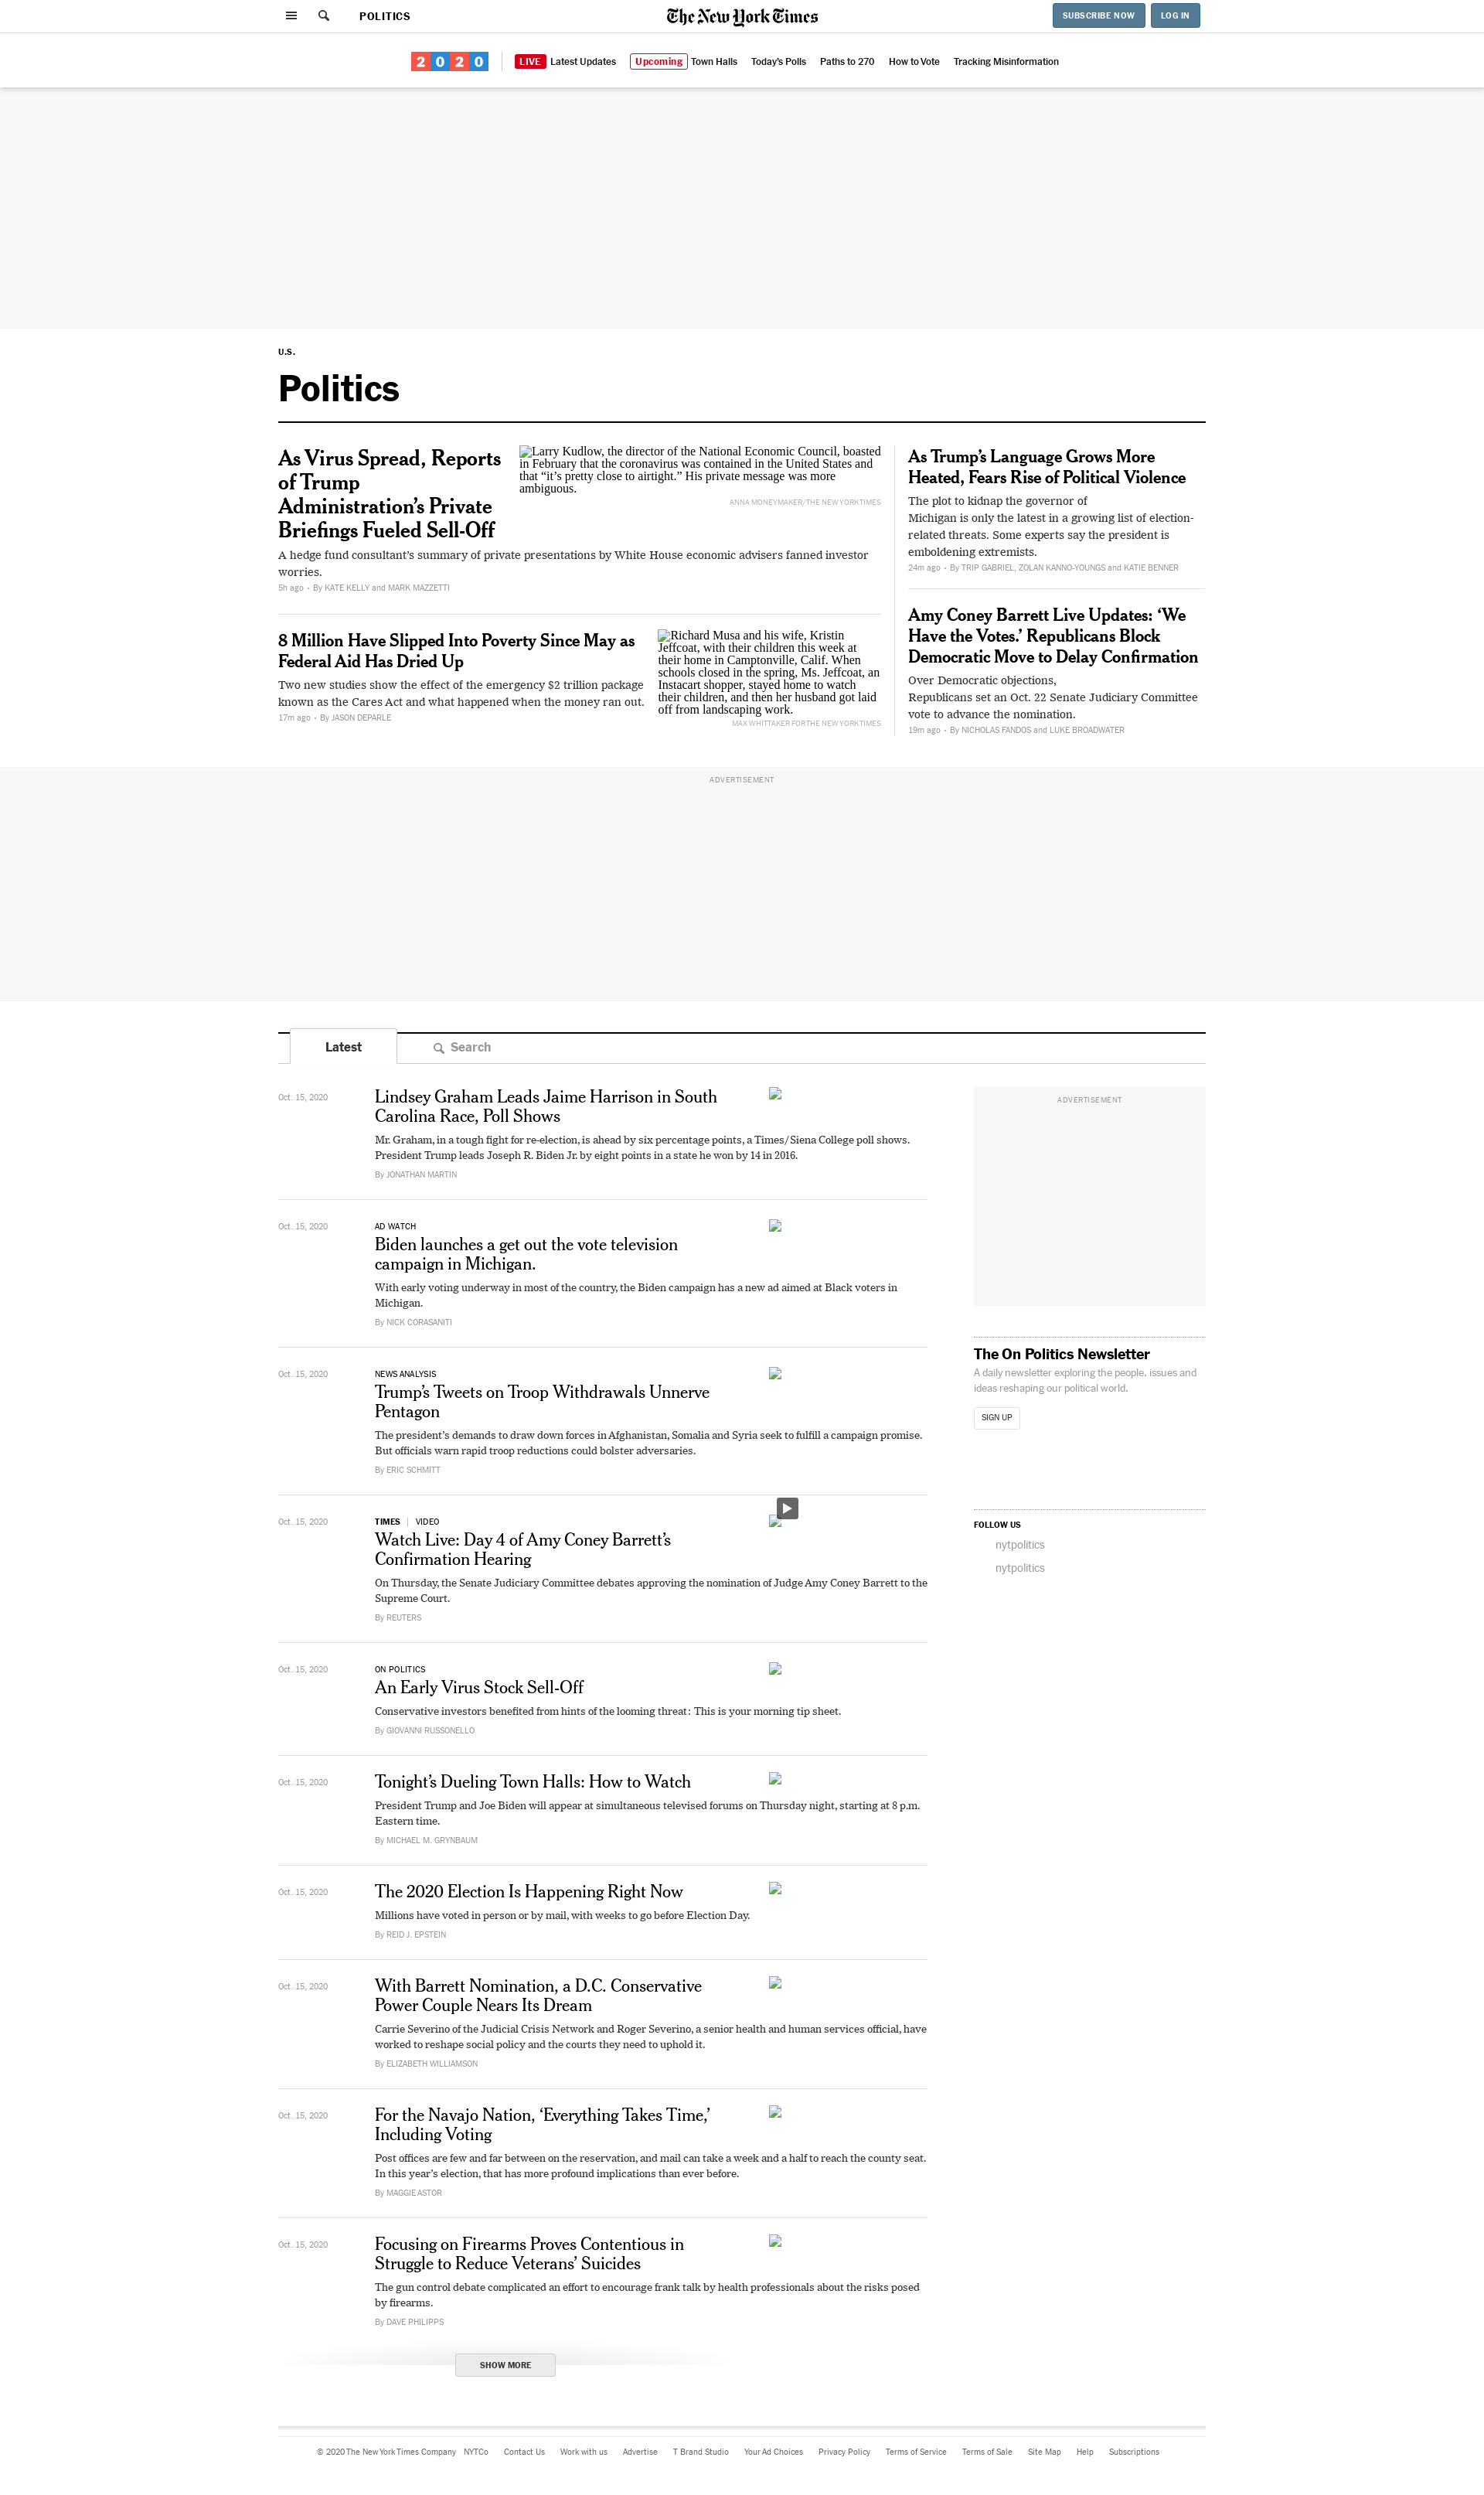 POLITICS
The New York Times
SUBSCRIBE NOW
LOG IN
2020
LIVE Latest Updates
Upcoming Town Halls
Today's Polls
Paths to 270
How to Vote
Tracking Misinformation
U.S.
Politics
As Virus Spread, Reports
of Trump
Administration’s Private
Briefings Fueled Sell-Off
Larry Kudlow, the director of the National Economic Council, boasted
in February that the coronavirus was contained in the United States and
that “it’s pretty close to airtight.” His private message was more
ambiguous.
ANNA MONEYMAKER/THE NEW YORK TIMES
A hedge fund consultant’s summary of private presentations by White House economic advisers fanned investor
worries.
5h ago • By KATE KELLY and MARK MAZZETTI
8 Million Have Slipped Into Poverty Since May as
Federal Aid Has Dried Up
Two new studies show the effect of the emergency $2 trillion package
known as the Cares Act and what happened when the money ran out.
17m ago • By JASON DEPARLE
Richard Musa and his wife, Kristin
Jeffcoat, with their children this week at
their home in Camptonville, Calif. When
schools closed in the spring, Ms. Jeffcoat, an
Instacart shopper, stayed home to watch
their children, and then her husband got laid
off from landscaping work.
MAX WHITTAKER FOR THE NEW YORK TIMES
As Trump’s Language Grows More
Heated, Fears Rise of Political Violence
The plot to kidnap the governor of
Michigan is only the latest in a growing list of election-
related threats. Some experts say the president is
emboldening extremists.
24m ago • By TRIP GABRIEL, ZOLAN KANNO-YOUNGS and KATIE BENNER
Amy Coney Barrett Live Updates: ‘We
Have the Votes.’ Republicans Block
Democratic Move to Delay Confirmation
Over Democratic objections,
Republicans set an Oct. 22 Senate Judiciary Committee
vote to advance the nomination.
19m ago • By NICHOLAS FANDOS and LUKE BROADWATER
ADVERTISEMENT
Latest
Search
Oct. 15, 2020
Lindsey Graham Leads Jaime Harrison in South
Carolina Race, Poll Shows
Mr. Graham, in a tough fight for re-election, is ahead by six percentage points, a Times/Siena College poll shows.
President Trump leads Joseph R. Biden Jr. by eight points in a state he won by 14 in 2016.
By JONATHAN MARTIN
Oct. 15, 2020
AD WATCH
Biden launches a get out the vote television
campaign in Michigan.
With early voting underway in most of the country, the Biden campaign has a new ad aimed at Black voters in
Michigan.
By NICK CORASANITI
Oct. 15, 2020
NEWS ANALYSIS
Trump’s Tweets on Troop Withdrawals Unnerve
Pentagon
The president’s demands to draw down forces in Afghanistan, Somalia and Syria seek to fulfill a campaign promise.
But officials warn rapid troop reductions could bolster adversaries.
By ERIC SCHMITT
Oct. 15, 2020
TIMES | VIDEO
Watch Live: Day 4 of Amy Coney Barrett’s
Confirmation Hearing
On Thursday, the Senate Judiciary Committee debates approving the nomination of Judge Amy Coney Barrett to the
Supreme Court.
By REUTERS
Oct. 15, 2020
ON POLITICS
An Early Virus Stock Sell-Off
Conservative investors benefited from hints of the looming threat: This is your morning tip sheet.
By GIOVANNI RUSSONELLO
Oct. 15, 2020
Tonight’s Dueling Town Halls: How to Watch
President Trump and Joe Biden will appear at simultaneous televised forums on Thursday night, starting at 8 p.m.
Eastern time.
By MICHAEL M. GRYNBAUM
Oct. 15, 2020
The 2020 Election Is Happening Right Now
Millions have voted in person or by mail, with weeks to go before Election Day.
By REID J. EPSTEIN
Oct. 15, 2020
With Barrett Nomination, a D.C. Conservative
Power Couple Nears Its Dream
Carrie Severino of the Judicial Crisis Network and Roger Severino, a senior health and human services official, have
worked to reshape social policy and the courts they need to uphold it.
By ELIZABETH WILLIAMSON
Oct. 15, 2020
For the Navajo Nation, ‘Everything Takes Time,’
Including Voting
Post offices are few and far between on the reservation, and mail can take a week and a half to reach the county seat.
In this year’s election, that has more profound implications than ever before.
By MAGGIE ASTOR
Oct. 15, 2020
Focusing on Firearms Proves Contentious in
Struggle to Reduce Veterans’ Suicides
The gun control debate complicated an effort to encourage frank talk by health professionals about the risks posed
by firearms.
By DAVE PHILIPPS
SHOW MORE
ADVERTISEMENT
The On Politics Newsletter
A daily newsletter exploring the people, issues and
ideas reshaping our political world.
SIGN UP
FOLLOW US
nytpolitics
nytpolitics
© 2020 The New York Times Company NYTCo Contact Us Work with us Advertise T Brand Studio Your Ad Choices Privacy Policy Terms of Service Terms of Sale Site Map Help Subscriptions